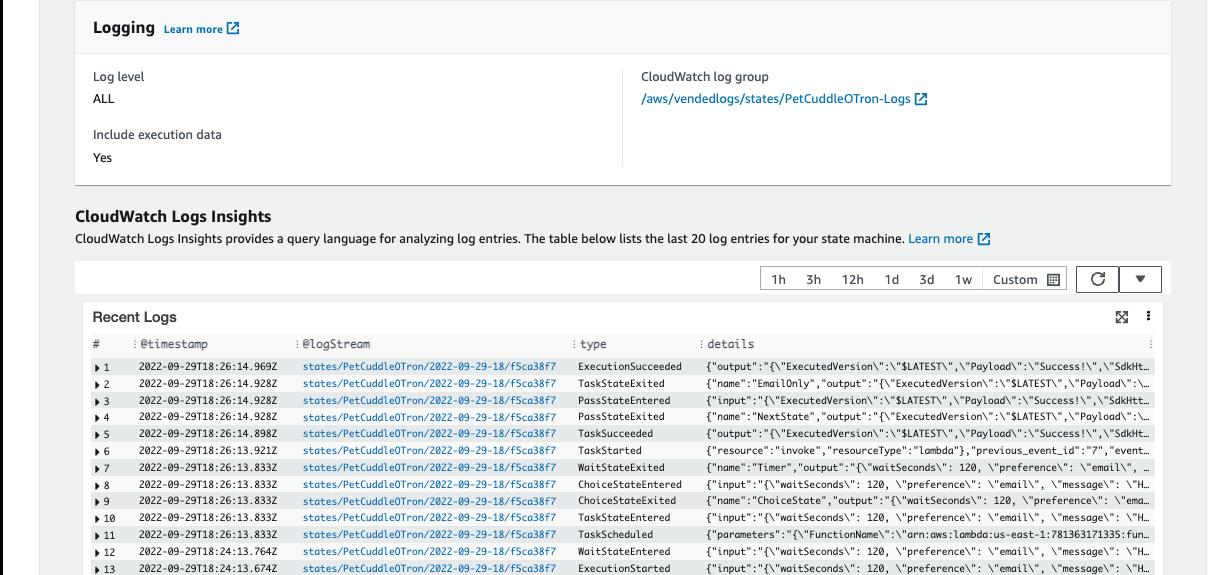 Logging Learn more
Log level
ALL
Include execution data
Yes
CloudWatch log group
/aws/vendedlogs/states/PetCuddleOTron-Logs
CloudWatch Logs Insights
CloudWatch Logs Insights provides a query language for analyzing log entries. The table below lists the last 20 log entries for your state machine. Learn more
1h 3h 12h 1d 3d 1w Custom
Recent Logs
# @timestamp @logStream type details
1 2022-09-29T18:26:14.969Z states/PetCuddleOTron/2022-09-29-18/f5ca38f7 ExecutionSucceeded {"output":"{\"ExecutedVersion\":\"$LATEST\",\"Payload\":\"Success!\",\"SdkHt…
2 2022-09-29T18:26:14.928Z states/PetCuddleOTron/2022-09-29-18/f5ca38f7 TaskStateExited {"name":"EmailOnly","output":"{\"ExecutedVersion\":\"$LATEST\",\"Payload\":\…
3 2022-09-29T18:26:14.928Z states/PetCuddleOTron/2022-09-29-18/f5ca38f7 PassStateEntered {"input":"{\"ExecutedVersion\":\"$LATEST\",\"Payload\":\"Success!\",\"SdkHtt…
4 2022-09-29T18:26:14.928Z states/PetCuddleOTron/2022-09-29-18/f5ca38f7 PassStateExited {"name":"NextState","output":"{\"ExecutedVersion\":\"$LATEST\",\"Payload\":\…
5 2022-09-29T18:26:14.898Z states/PetCuddleOTron/2022-09-29-18/f5ca38f7 TaskSucceeded {"output":"{\"ExecutedVersion\":\"$LATEST\",\"Payload\":\"Success!\",\"SdkHt…
6 2022-09-29T18:26:13.921Z states/PetCuddleOTron/2022-09-29-18/f5ca38f7 TaskStarted {"resource":"invoke","resourceType":"lambda"},"previous_event_id":"7","event…
7 2022-09-29T18:26:13.833Z states/PetCuddleOTron/2022-09-29-18/f5ca38f7 WaitStateExited {"name":"Timer","output":"{\"waitSeconds\": 120, \"preference\": \"email\", …
8 2022-09-29T18:26:13.833Z states/PetCuddleOTron/2022-09-29-18/f5ca38f7 ChoiceStateEntered {"input":"{\"waitSeconds\": 120, \"preference\": \"email\", \"message\": \"H…
9 2022-09-29T18:26:13.833Z states/PetCuddleOTron/2022-09-29-18/f5ca38f7 ChoiceStateExited {"name":"ChoiceState","output":"{\"waitSeconds\": 120, \"preference\": \"ema…
10 2022-09-29T18:26:13.833Z states/PetCuddleOTron/2022-09-29-18/f5ca38f7 TaskStateEntered {"input":"{\"waitSeconds\": 120, \"preference\": \"email\", \"message\": \"H…
11 2022-09-29T18:26:13.833Z states/PetCuddleOTron/2022-09-29-18/f5ca38f7 TaskScheduled {"parameters":"{\"FunctionName\":\"arn:aws:lambda:us-east-1:781363171335:fun…
12 2022-09-29T18:24:13.764Z states/PetCuddleOTron/2022-09-29-18/f5ca38f7 WaitStateEntered {"input":"{\"waitSeconds\": 120, \"preference\": \"email\", \"message\": \"H…
13 2022-09-29T18:24:13.674Z states/PetCuddleOTron/2022-09-29-18/f5ca38f7 ExecutionStarted {"input":"{\"waitSeconds\": 120, \"preference\": \"email\", \"message\": \"H…